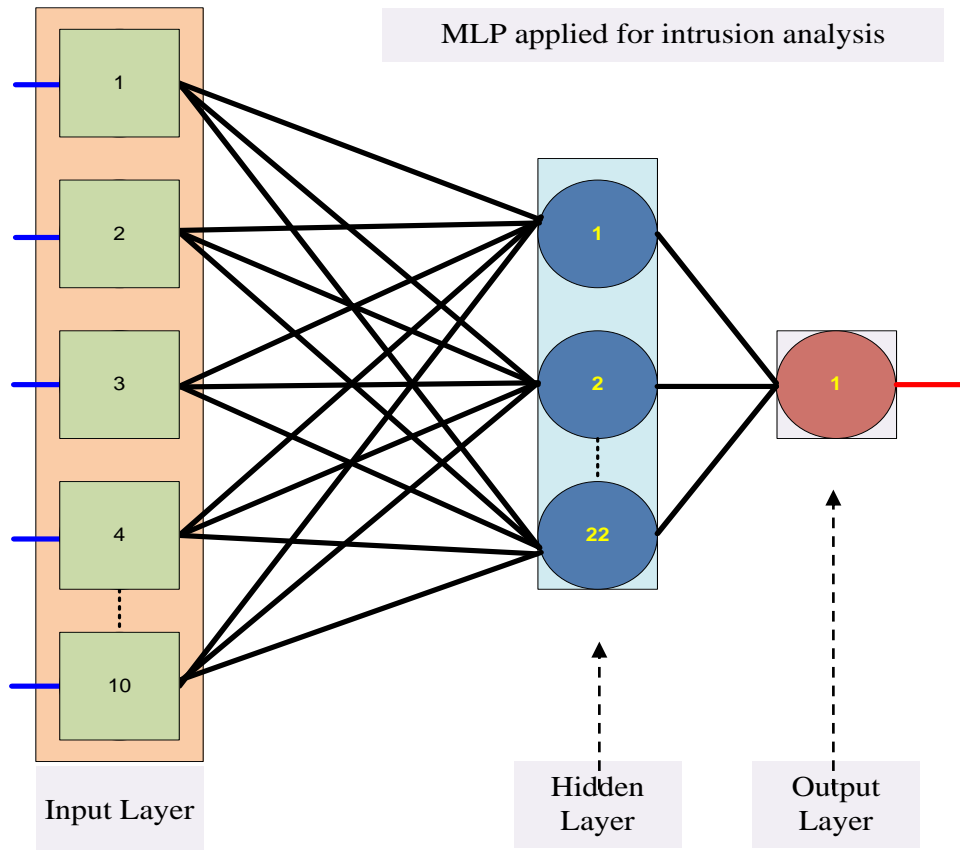 MLP applied for intrusion analysis
1
2
3
4
10
1
2
22
1
Input Layer
Hidden
Layer
Output
Layer